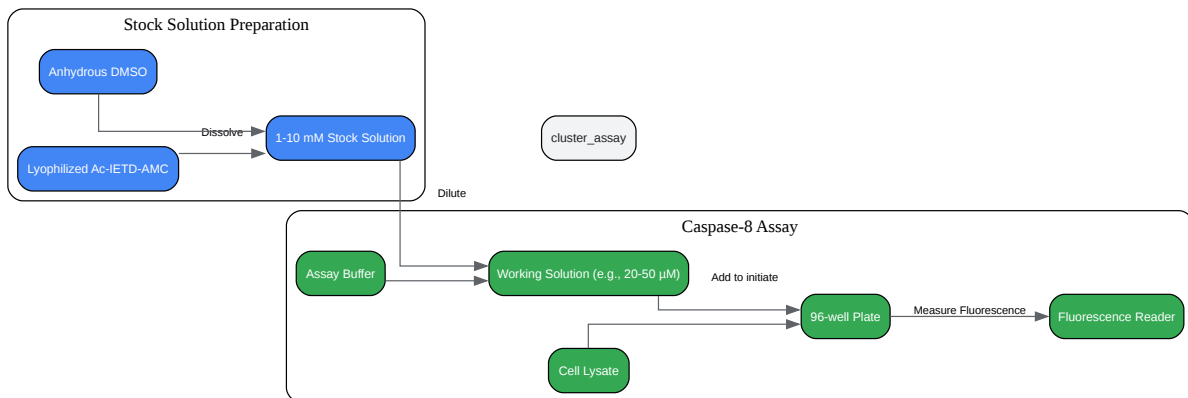 Stock Solution Preparation
Anhydrous DMSO
Dissolve
1-10 mM Stock Solution
Lyophilized Ac-IETD-AMC
cluster_assay
Dilute
Caspase-8 Assay
Assay Buffer
Working Solution (e.g., 20-50 µM)
Add to initiate
96-well Plate
Measure Fluorescence
Fluorescence Reader
Cell Lysate